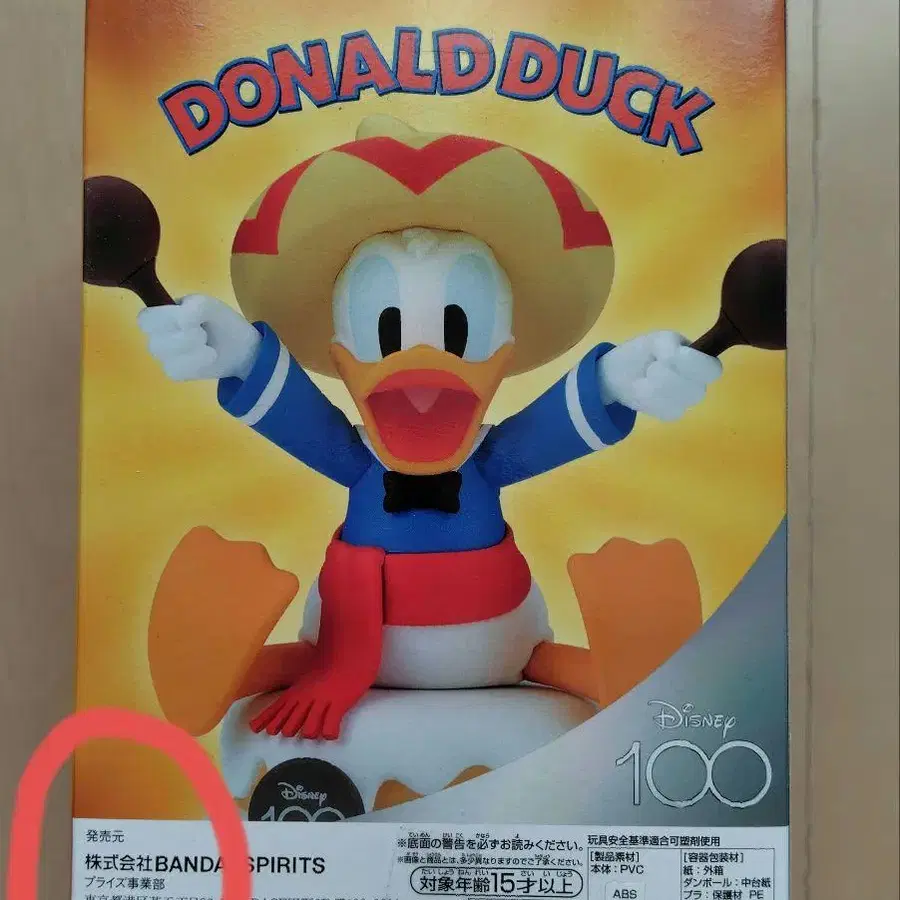 DONALD DUCK
Disney
100
Disney
100
発売元
株式会社BANDAI SPIRITS
プライズ事業部
※底面の警告を必ずお読みください。
※画像と商品とは、多少異なりますのでご了承ください。
対象年齢15才以上
玩具安全基準適合可塑剤使用
[製品素材]
本体:PVC
ABS
[容器包装材]
紙:外箱
ダンボール:中台紙
プラ:保護材 PE